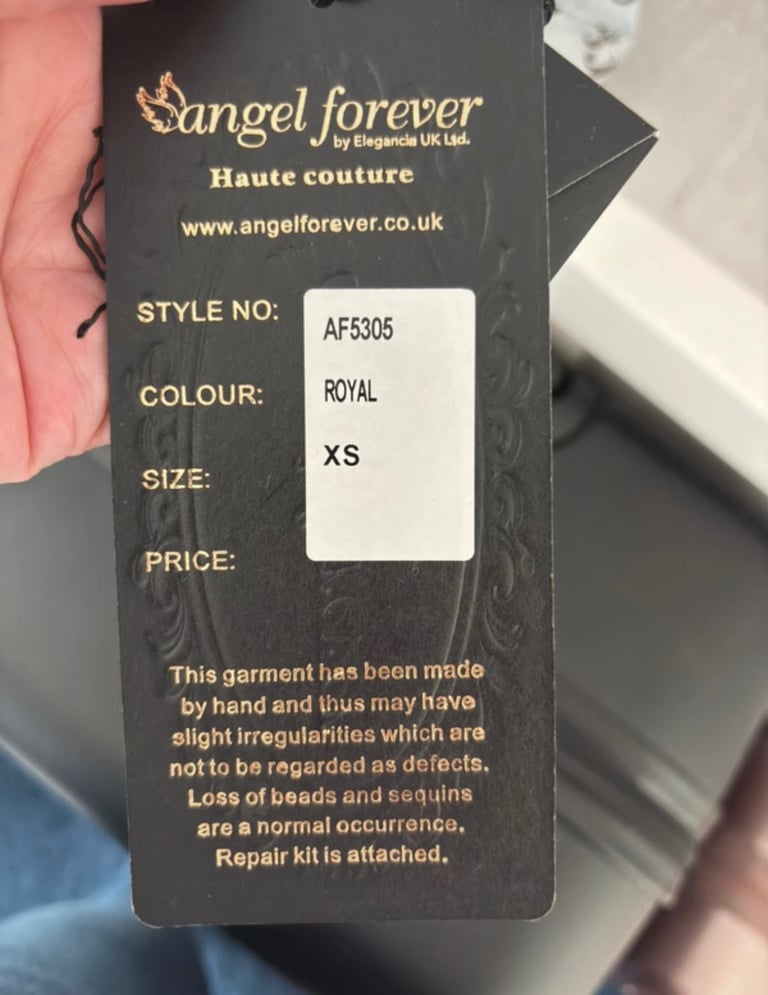 angel forever
by Elegancia UK Ltd.
Haute couture
www.angelforever.co.uk
STYLE NO: AF5305
COLOUR: ROYAL
SIZE: XS
PRICE:
This garment has been made
by hand and thus may have
slight irregularities which are
not to be regarded as defects.
Loss of beads and sequins
are a normal occurrence.
Repair kit is attached.